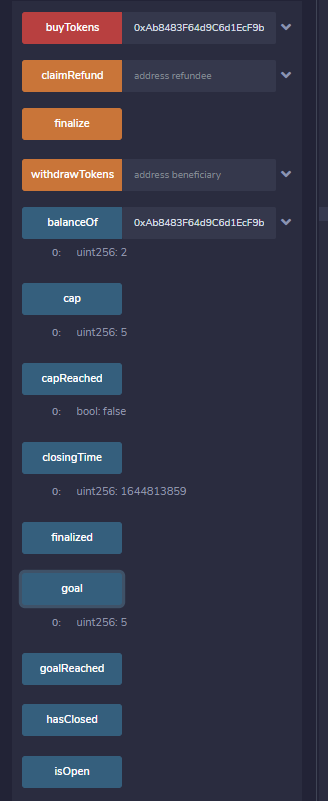 buyTokens 0xAb8483F64d9C6d1EcF9b
claimRefund address refundee
finalize
withdrawTokens address beneficiary
balanceOf 0xAb8483F64d9C6d1EcF9b
0: uint256: 2
cap
0: uint256: 5
capReached
0: bool: false
closingTime
0: uint256: 1644813859
finalized
goal
0: uint256: 5
goalReached
hasClosed
isOpen